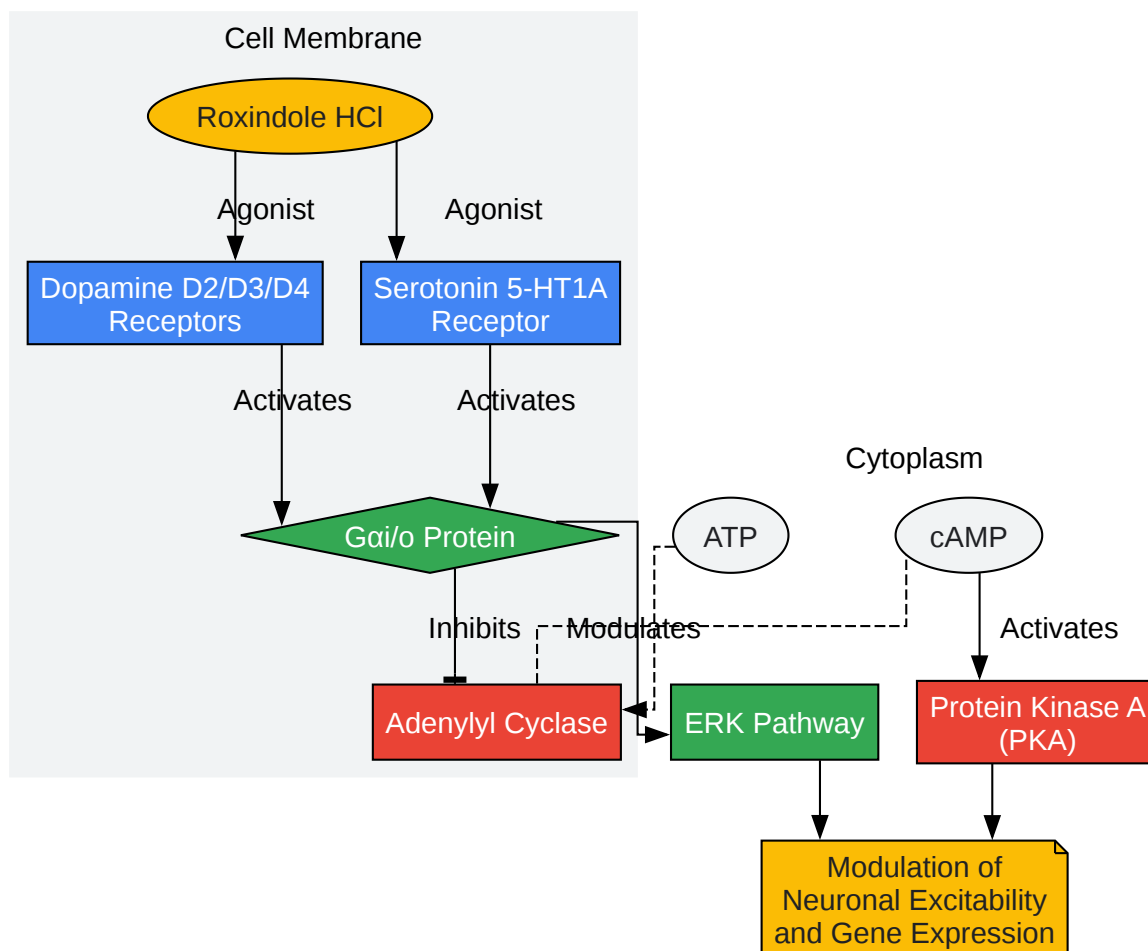 Cell Membrane
Roxindole HCl
Agonist
Agonist
Dopamine D2/D3/D4
Receptors
Serotonin 5-HT1A
Receptor
Activates
Activates
Cytoplasm
Gαi/o Protein
ATP
cAMP
Inhibits
Modulates
Activates
Adenylyl Cyclase
ERK Pathway
Protein Kinase A
(PKA)
Modulation of
Neuronal Excitability
and Gene Expression